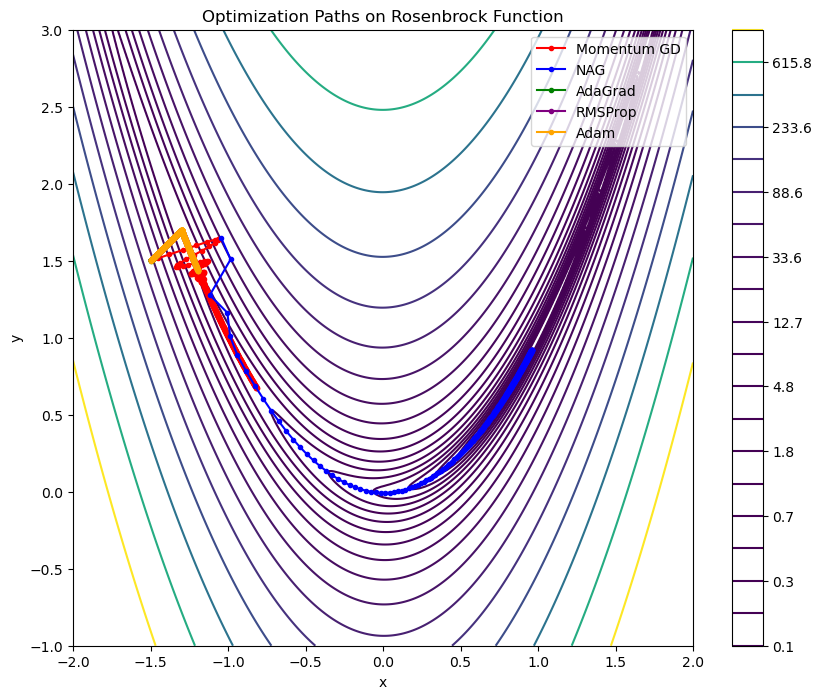 Optimization Paths on Rosenbrock Function
Momentum GD
NAG
AdaGrad
RMSProp
Adam
3.0
2.5
2.0
1.5
1.0
0.5
0.0
−0.5
−1.0
y
−2.0 −1.5 −1.0 −0.5 0.0 0.5 1.0 1.5 2.0
x
615.8
233.6
88.6
33.6
12.7
4.8
1.8
0.7
0.3
0.1